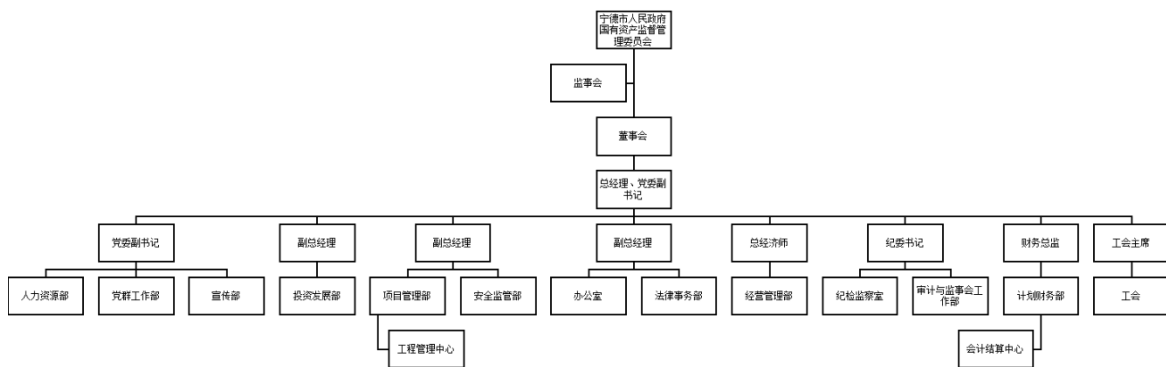 宁德市人民政府
国有资产监督管
理委员会
监事会
董事会
总经理、党委副
书记
党委副书记
副总经理
副总经理
副总经理
总经济师
纪委书记
财务总监
工会主席
人力资源部
党群工作部
宣传部
投资发展部
项目管理部
安全监管部
办公室
法律事务部
经营管理部
纪检监察室
审计与监事会工
作部
计划财务部
工会
工程管理中心
会计结算中心